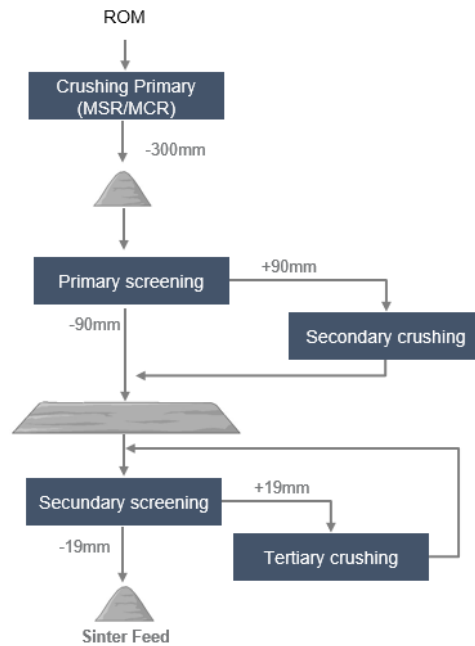 ROM
Crushing Primary
(MSR/MCR)
-300mm
+90mm
Primary screening
-90mm
Secondary crushing
+19mm
Secundary screening
-19mm
Tertiary crushing
Sinter Feed